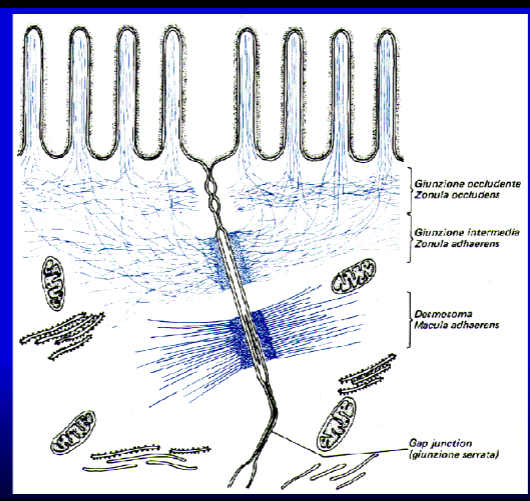 Giunzione occludente
Zonula occludens
Giunzione intermedia
Zonula adhaerens
Desmosoma
Macula adhaerens
Gap junction
(giunzione serrata)